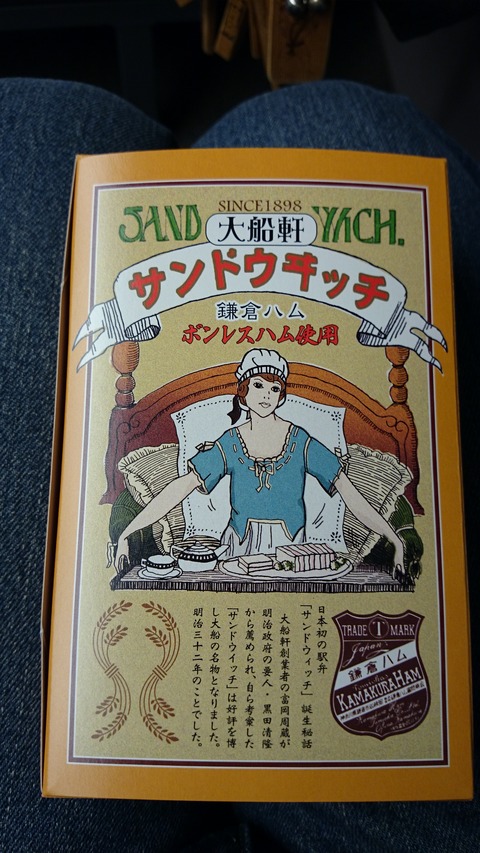 SINCE1898
SANDWICH.
大船軒
サンドウヰッチ
鎌倉ハム
ボンレスハム使用
日本初の駅弁
「サンドウィッチ」誕生秘話
大船軒創業者の富岡周蔵が
明治政府の要人・黒田清隆
から薦められ、自ら考案した
「サンドウイッチ」は好評を博
し大船の名物となりました。
明治三十二年のことでした。
TRADE T MARK
Japan
鎌倉ハム
KAMAKURA HAM